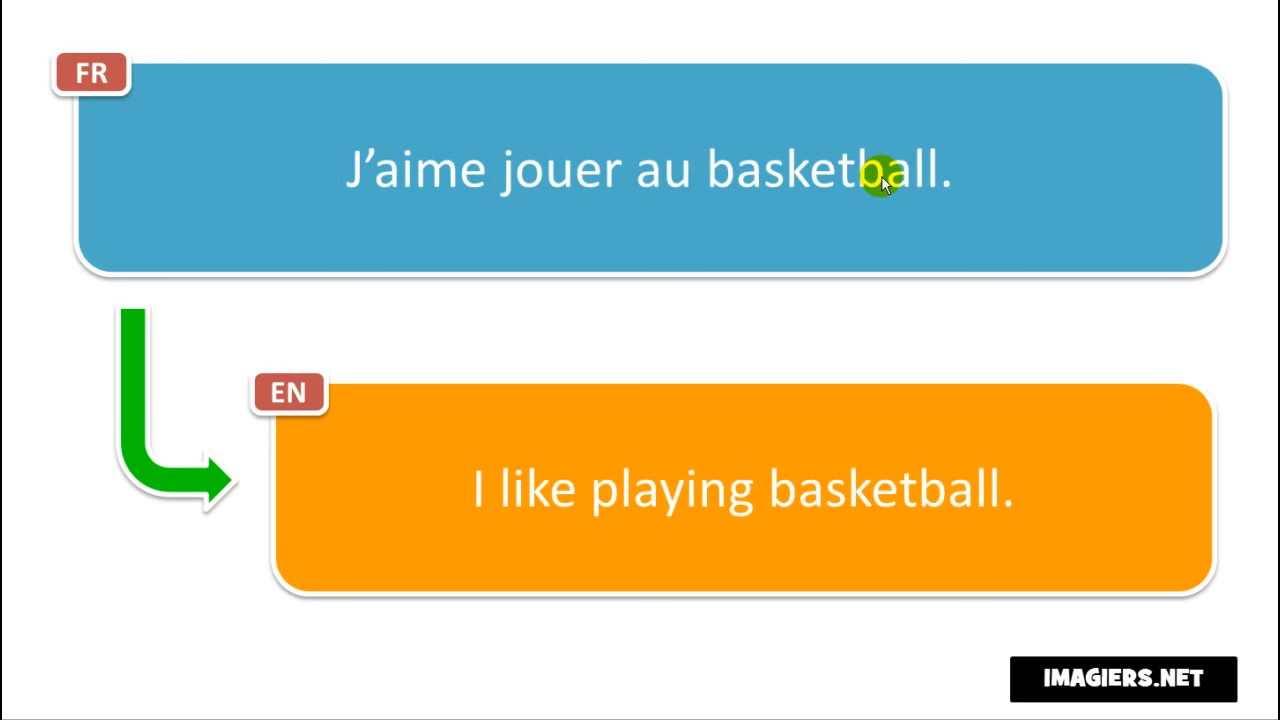 FR
J’aime jouer au basketball.
EN
I like playing basketball.
IMAGIERS.NET